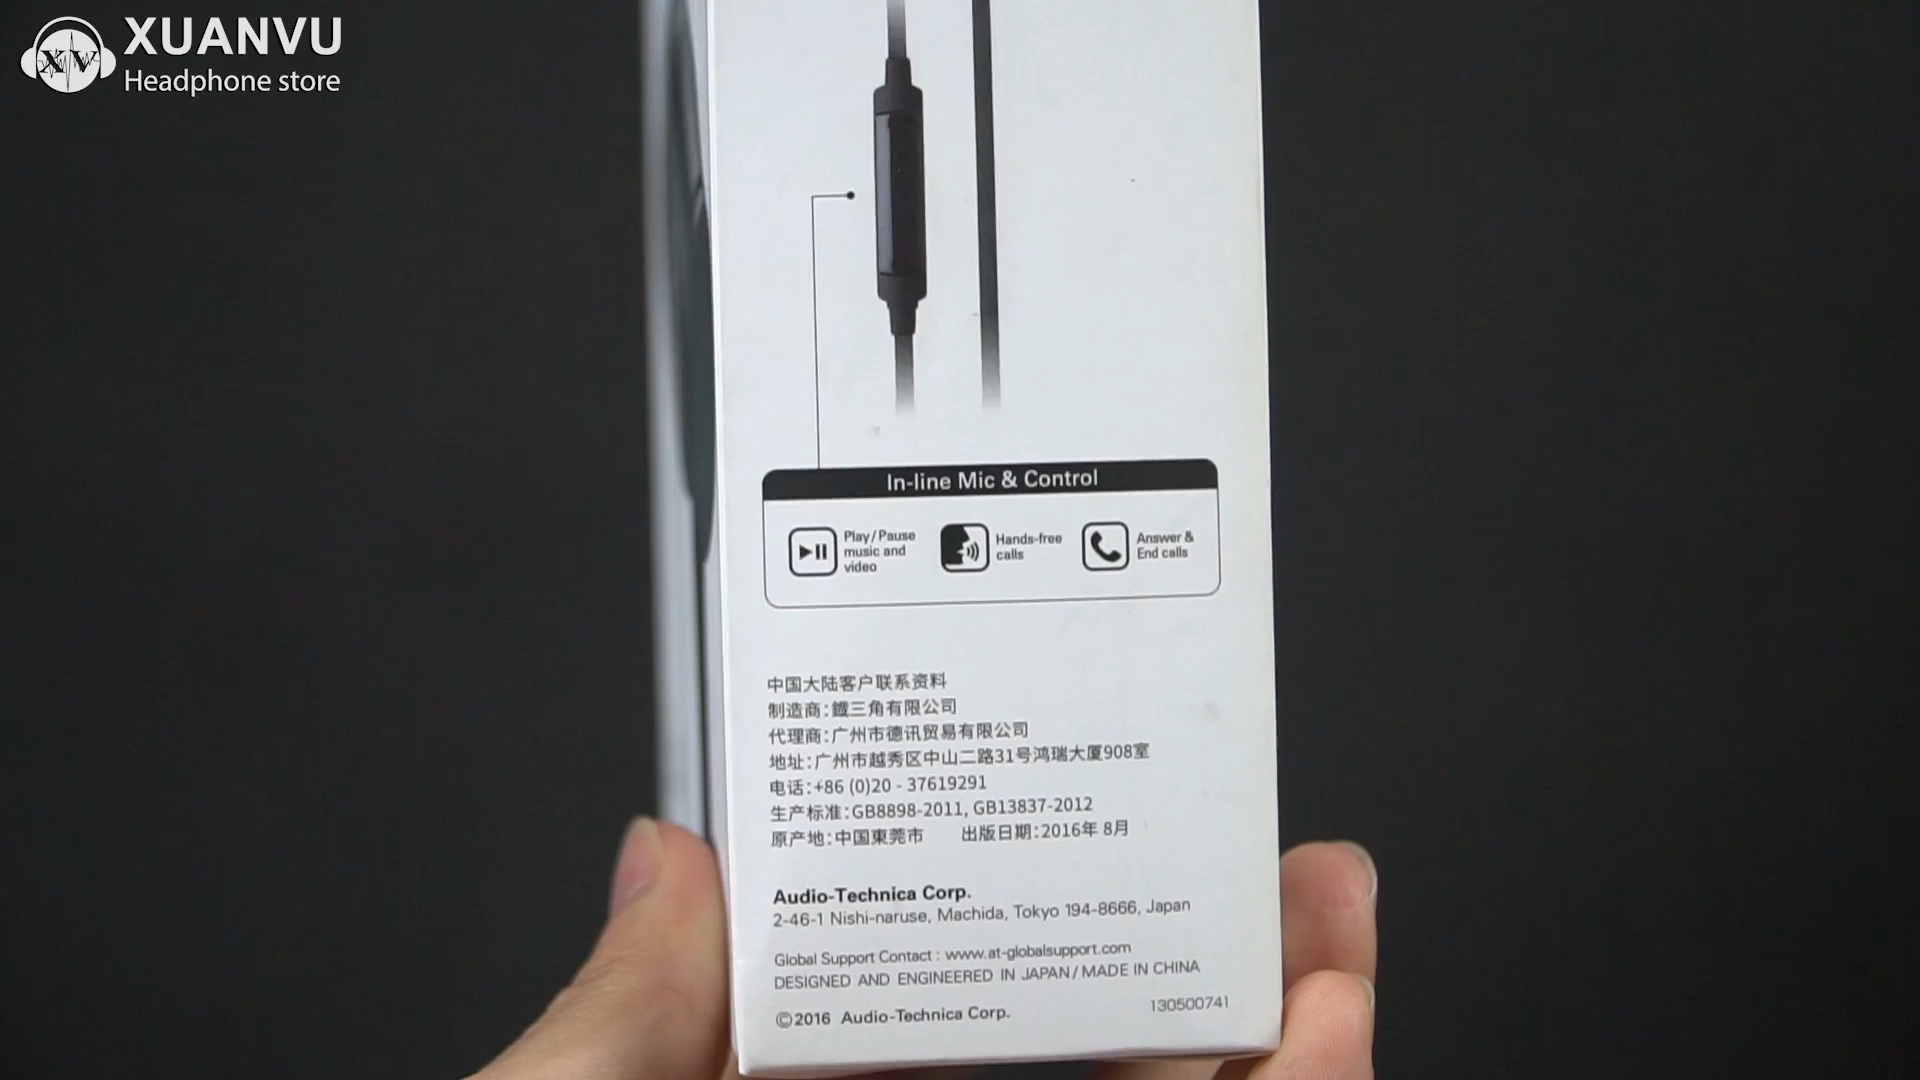 XUANVU
Headphone store
XV
In-line Mic & Control
Play/Pause
music and
video
Hands-free
calls
Answer &
End calls
中国大陆客户联系资料
制造商:鐵三角有限公司
代理商:广州市德讯贸易有限公司
地址:广州市越秀区中山二路31号鸿瑞大厦908室
电话:+86 (0)20 - 37619291
生产标准:GB8898-2011, GB13837-2012
原产地:中国東莞市 出版日期:2016年 8月
Audio-Technica Corp.
2-46-1 Nishi-naruse, Machida, Tokyo 194-8666, Japan
Global Support Contact : www.at-globalsupport.com
DESIGNED AND ENGINEERED IN JAPAN / MADE IN CHINA
©2016 Audio-Technica Corp.
130500741